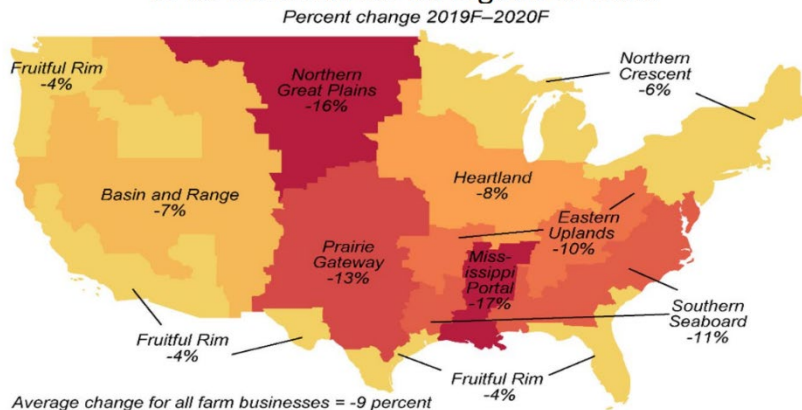 Percent change 2019F–2020F
Fruitful Rim
-4%
Northern
Great Plains
-16%
Northern
Crescent
-6%
Basin and Range
-7%
Heartland
-8%
Eastern
Uplands
-10%
Prairie
Gateway
-13%
Miss-
issippi
Portal
-17%
Southern
Seaboard
-11%
Fruitful Rim
-4%
Fruitful Rim
-4%
Average change for all farm businesses = -9 percent